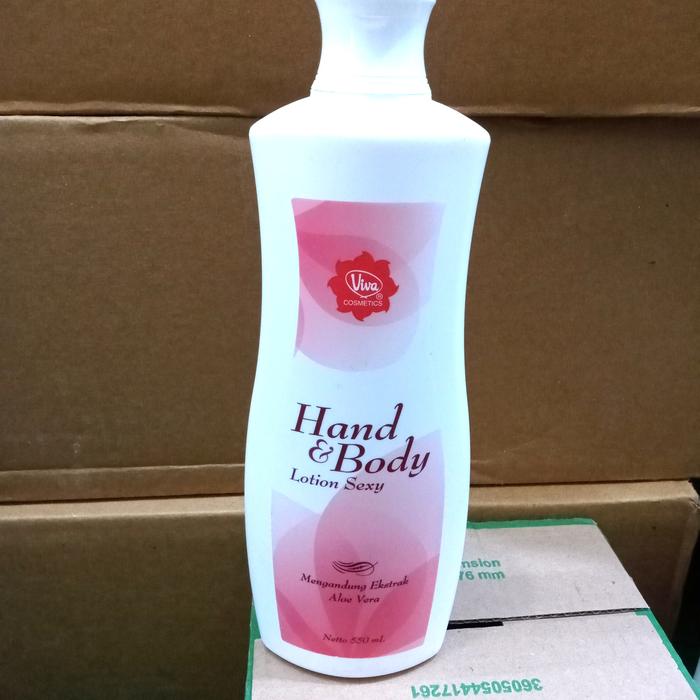 Viva
®
COSMETICS
Hand
&Body
Lotion Sexy
Mengandung Ekstrak
Aloe Vera
Netto 550 ml.
nsion
76 mm
3605054417261